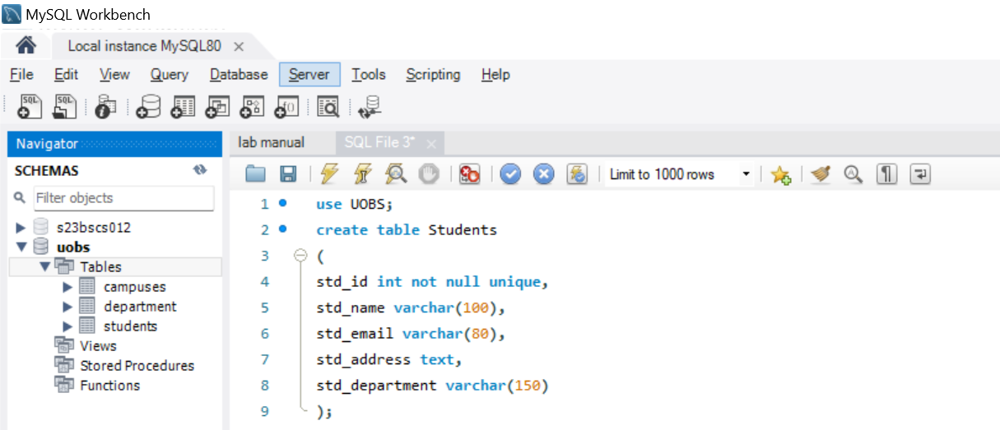 MySQL Workbench
Local instance MySQL80
File Edit View Query Database Server Tools Scripting Help
SQL SQL
Navigator
lab manual SQL File 3*
SCHEMAS
Limit to 1000 rows
Filter objects
s23bscs012
uobs
Tables
campuses
department
students
Views
Stored Procedures
Functions
1 use UOBS;
2 create table Students
3 (
4 std_id int not null unique,
5 std_name varchar(100),
6 std_email varchar(80),
7 std_address text,
8 std_department varchar(150)
9 );